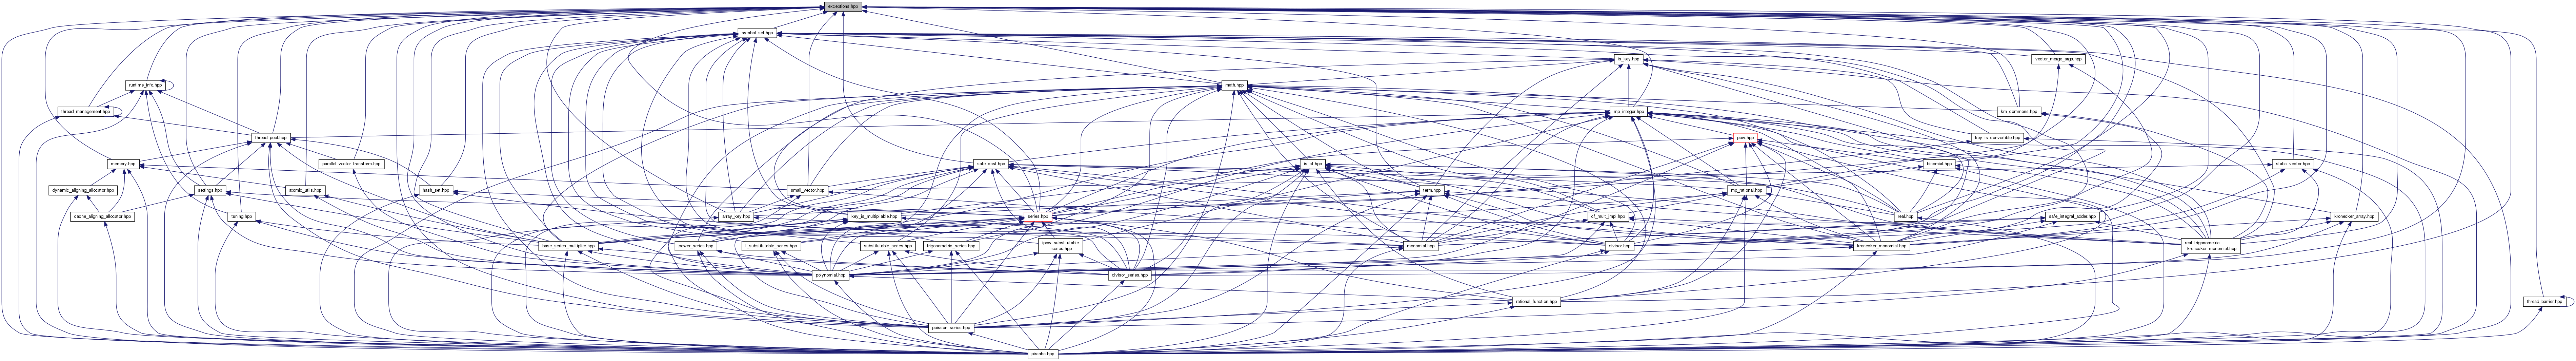 exceptions.hpp
symbol_set.hpp
is_key.hpp
vector_merge_args.hpp
runtime_info.hpp
math.hpp
thread_management.hpp
mp_integer.hpp
km_commons.hpp
thread_pool.hpp
pow.hpp
key_is_convertible.hpp
memory.hpp
parallel_vector_transform.hpp
safe_cast.hpp
is_cf.hpp
binomial.hpp
static_vector.hpp
dynamic_aligning_allocator.hpp
settings.hpp
atomic_utils.hpp
hash_set.hpp
small_vector.hpp
term.hpp
mp_rational.hpp
cache_aligning_allocator.hpp
tuning.hpp
array_key.hpp
key_is_multipliable.hpp
series.hpp
cf_mult_impl.hpp
real.hpp
safe_integral_adder.hpp
kronecker_array.hpp
base_series_multiplier.hpp
power_series.hpp
t_substitutable_series.hpp
substitutable_series.hpp
trigonometric_series.hpp
ipow_substitutable
_series.hpp
monomial.hpp
divisor.hpp
kronecker_monomial.hpp
real_trigonometric
_kronecker_monomial.hpp
polynomial.hpp
divisor_series.hpp
rational_function.hpp
thread_barrier.hpp
poisson_series.hpp
piranha.hpp